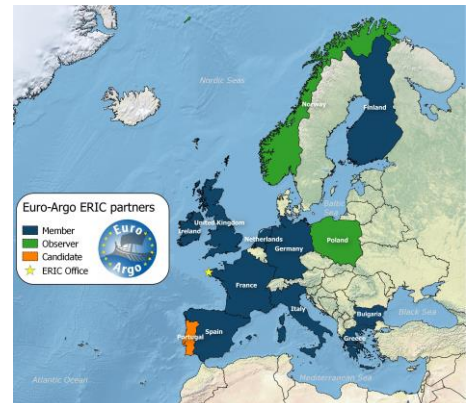 Nordic Seas
Norway
Finland
Baltic
Sea
Euro-Argo ERIC partners
Member
Observer
Candidate
ERIC Office
Euro
Argo
United Kingdom
Ireland
Netherlands
Germany
Poland
France
Italy
Bulgaria
Black Sea
Portugal
Spain
Greece
Atlantic Ocean
Mediterranean Sea